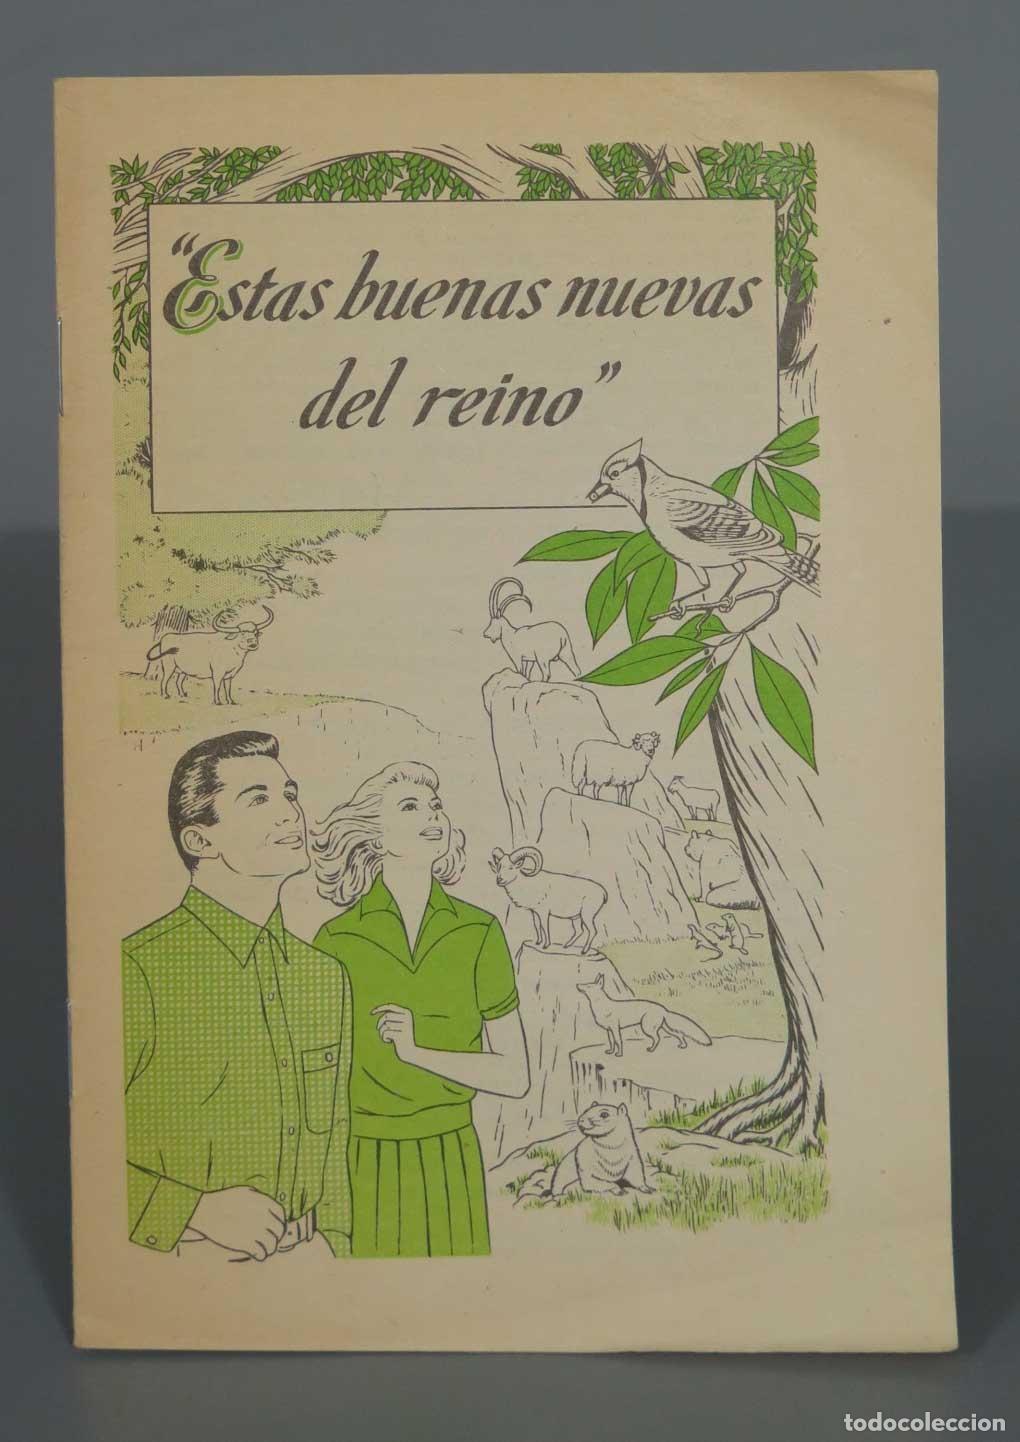 “Estas buenas nuevas
del reino”
todocoleccion